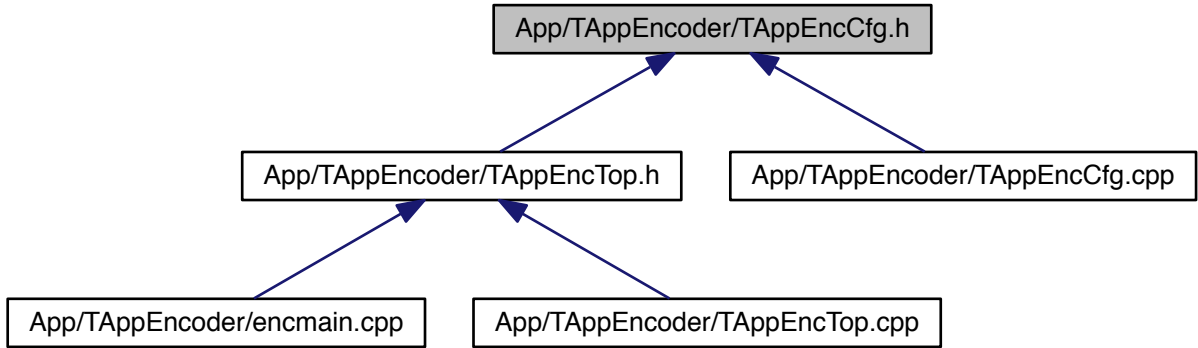 App/TAppEncoder/TAppEncCfg.h
App/TAppEncoder/TAppEncTop.h
App/TAppEncoder/TAppEncCfg.cpp
App/TAppEncoder/encmain.cpp
App/TAppEncoder/TAppEncTop.cpp